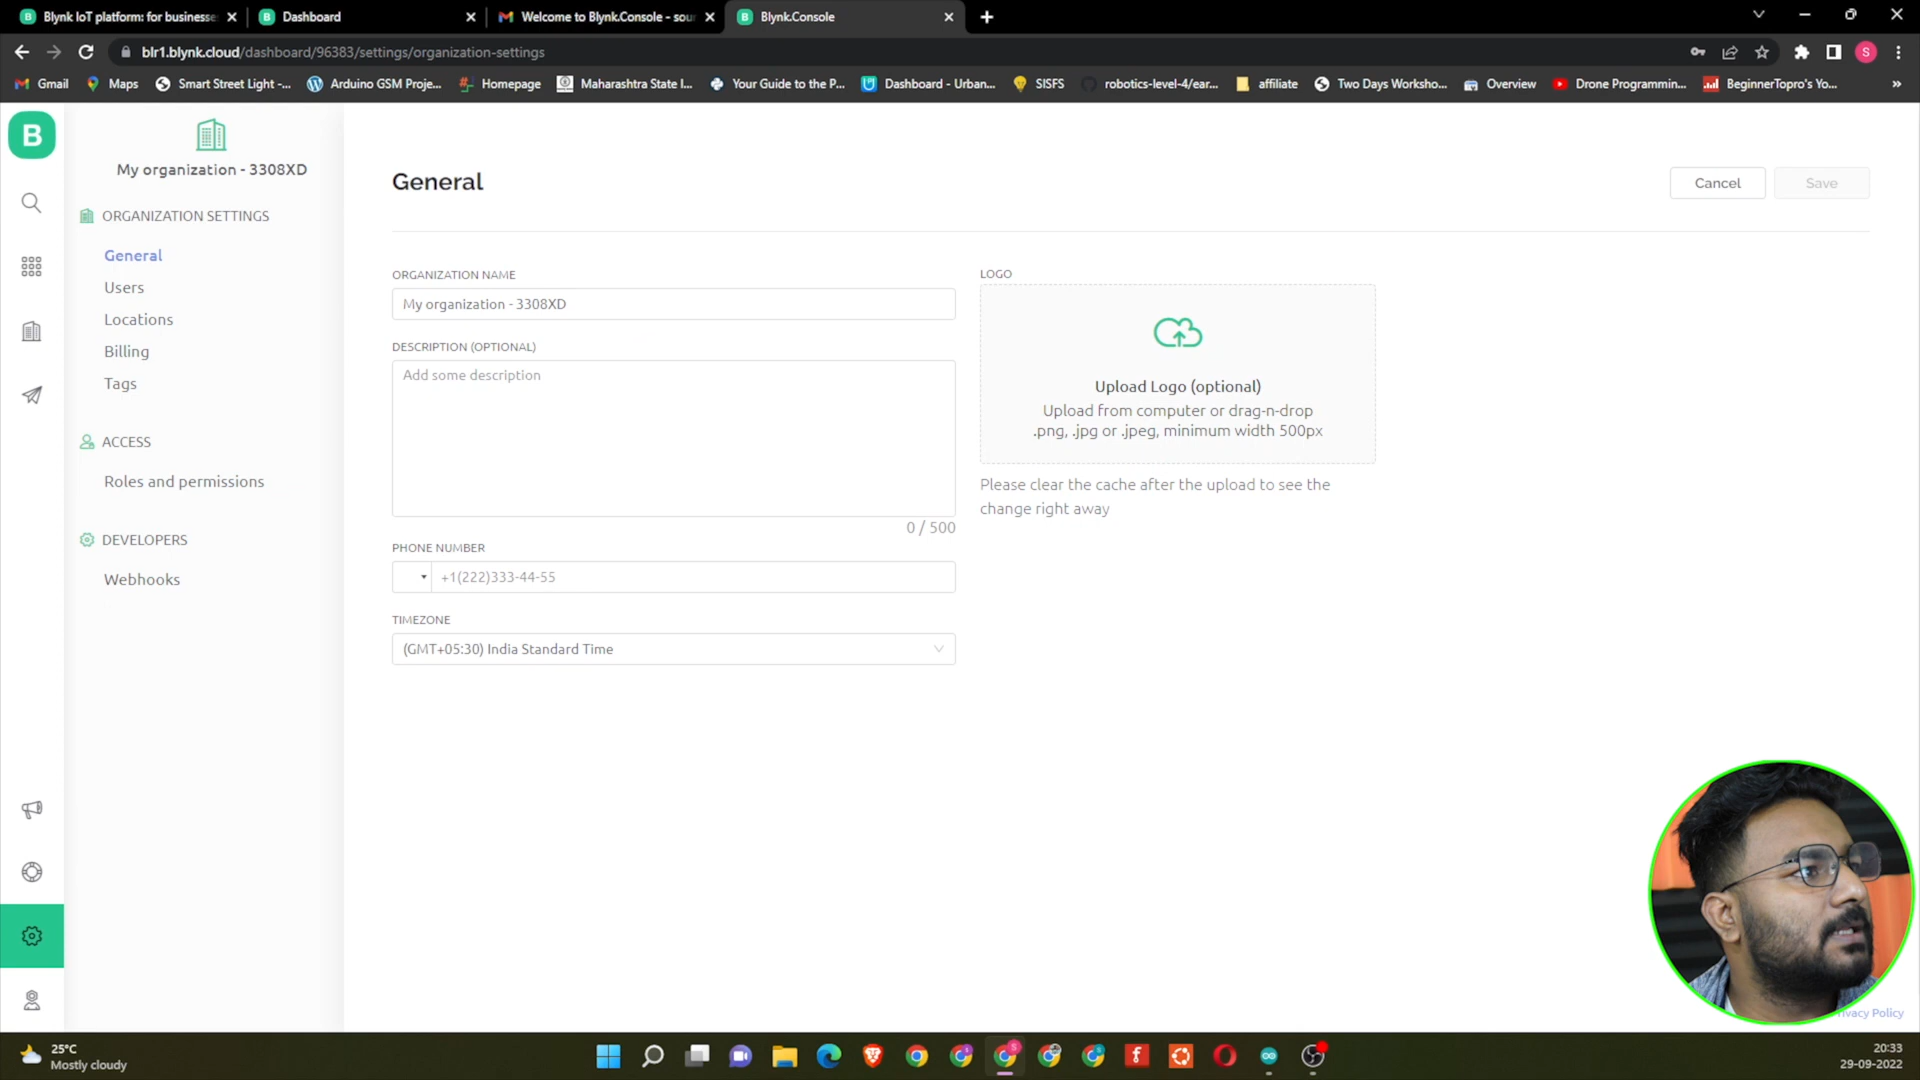 Blynk IoT platform: for businesse
Dashboard
Welcome to Blynk.Console - sou
Blynk.Console
blr1.blynk.cloud/dashboard/96383/settings/organization-settings
S
Gmail
Maps
Smart Street Light -...
Arduino GSM Proje...
Homepage
Maharashtra State I...
Your Guide to the P...
Dashboard - Urban...
SISFS
robotics-level-4/ear...
affiliate
Two Days Worksho...
Overview
Drone Programmin...
BeginnerTopro's Yo...
»
B
My organization - 3308XD
ORGANIZATION SETTINGS
General
Users
Locations
Billing
Tags
ACCESS
Roles and permissions
DEVELOPERS
Webhooks
General
Cancel
Save
ORGANIZATION NAME
My organization - 3308XD
DESCRIPTION (OPTIONAL)
Add some description
0 / 500
PHONE NUMBER
+1(222)333-44-55
TIMEZONE
(GMT+05:30) India Standard Time
LOGO
Upload Logo (optional)
Upload from computer or drag-n-drop
.png, .jpg or .jpeg, minimum width 500px
Please clear the cache after the upload to see the
change right away
Policy
25°C
Mostly cloudy
20:33
29-09-2022